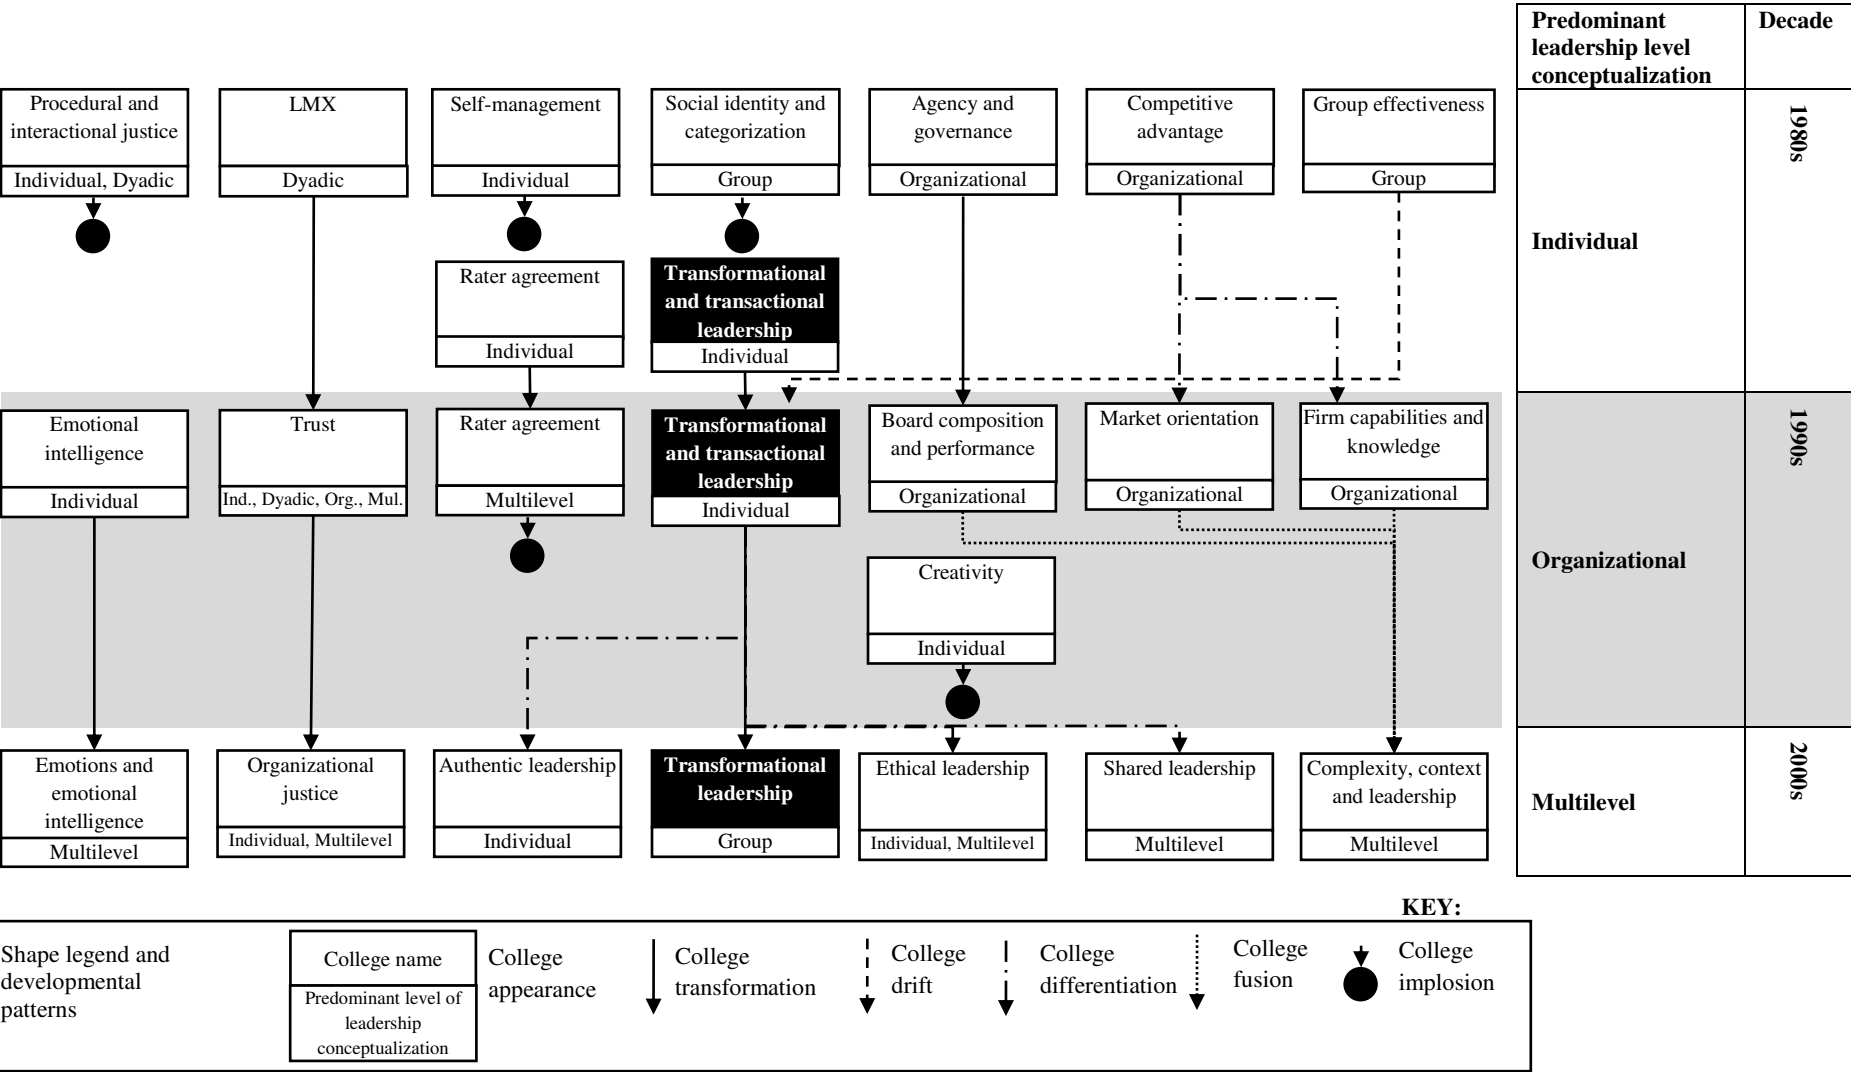 Predominant
leadership level
conceptualization
Decade
Procedural and
interactional justice
Individual, Dyadic
LMX
Dyadic
Self-management
Individual
Social identity and
categorization
Group
Agency and
governance
Organizational
Competitive
advantage
Organizational
Group effectiveness
Group
Individual
1980s
Rater agreement
Individual
Transformational
and transactional
leadership
Individual
Emotional
intelligence
Individual
Trust
Ind., Dyadic, Org., Mul.
Rater agreement
Multilevel
Transformational
and transactional
leadership
Individual
Board composition
and performance
Organizational
Market orientation
Organizational
Firm capabilities and
knowledge
Organizational
Creativity
Individual
Organizational
1990s
Emotions and
emotional
intelligence
Multilevel
Organizational
justice
Individual, Multilevel
Authentic leadership
Individual
Transformational
leadership
Group
Ethical leadership
Individual, Multilevel
Shared leadership
Multilevel
Complexity, context
and leadership
Multilevel
Multilevel
2000s
KEY:
Shape legend and
developmental
patterns
College name
Predominant level of
leadership
conceptualization
College
appearance
College
transformation
College
drift
College
differentiation
College
fusion
College
implosion